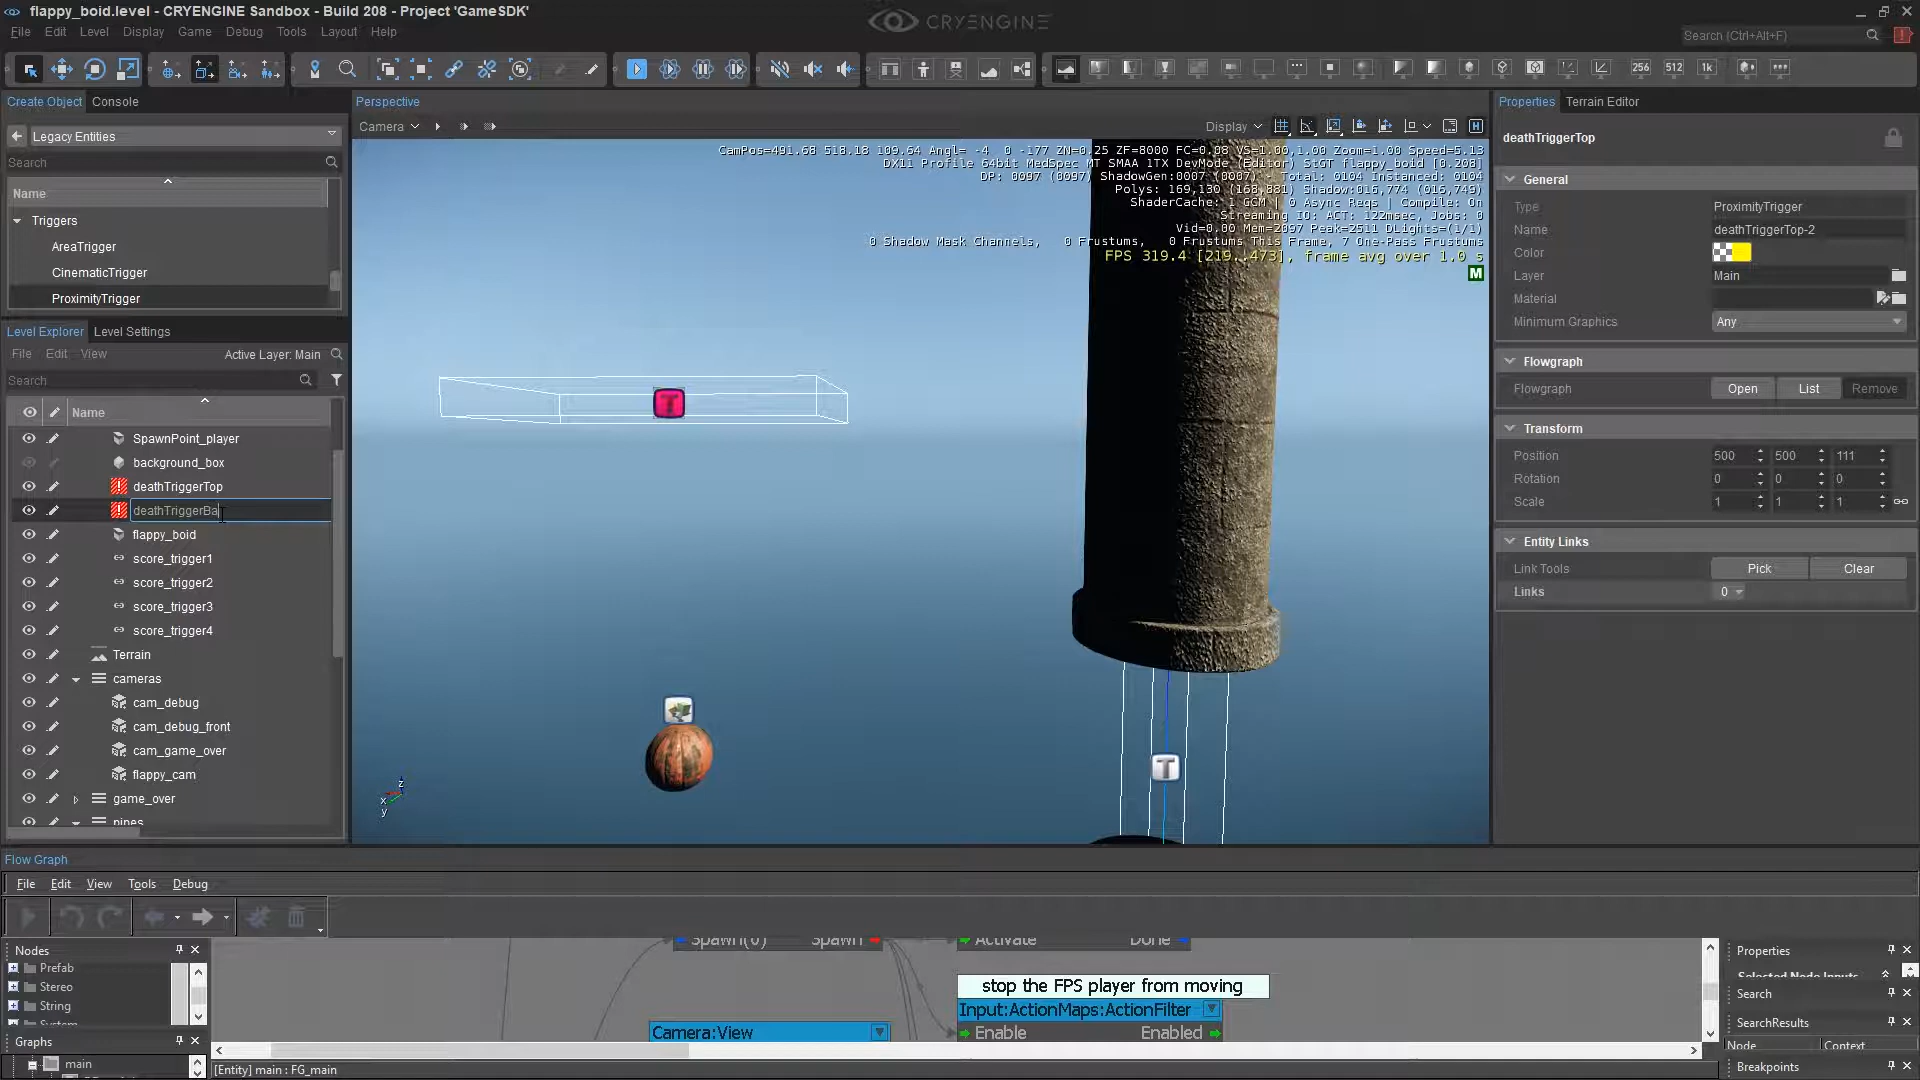 flappy_boid.level - CRYENGINE Sandbox - Build 208 - Project 'GameSDK'
CRYENGINE
File Edit Level Display Game Debug Tools Layout Help
Search (Ctrl+Alt+F)
256 512 1k
Create Object Console
Legacy Entities
Search
Name
Triggers
AreaTrigger
CinematicTrigger
ProximityTrigger
Level Explorer Level Settings
File Edit View Active Layer: Main
Search
Name
SpawnPoint_player
background_box
deathTriggerTop
deathTriggerBa
flappy_boid
score_trigger1
score_trigger2
score_trigger3
score_trigger4
Terrain
cameras
cam_debug
cam_debug_front
cam_game_over
flappy_cam
game_over
pipes
Perspective
Camera
Display
CamPos=491.68 518.18 109.64 Angl= -4 0 -177 ZN=0.25 ZF=8000 FC=0.08 VS=1.00,1.00 Zoom=1.00 Speed=5.13
DX11 Profile 64bit MedSpec MT SMAA 1TX DevMode (Editor) StGT flappy_boid [0.208]
DP: 0097 (0097) ShadowGen:0007 (0007) - Total: 0104 Instanced: 0104
Polys: 169,130 (168,881) Shadow:016,774 (016,749)
ShaderCache: 1 GCM | 0 Async Reqs | Compile: On
Streaming IO: ACT: 122msec, Jobs: 0
Vid=0.00 Mem=2097 Peak=2511 DLights=(1/1)
0 Shadow Mask Channels, 0 Frustums, 0 Frustums This Frame, 7 One-Pass Frustums
FPS 319.4 [219..473], frame avg over 1.0 s
M
T
T
z
x
y
Properties Terrain Editor
deathTriggerTop
General
Type ProximityTrigger
Name deathTriggerTop-2
Color
Layer Main
Material
Minimum Graphics Any
Flowgraph
Flowgraph Open List Remove
Transform
Position 500 500 111
Rotation 0 0 0
Scale 1 1 1
Entity Links
Link Tools Pick Clear
Links 0
Flow Graph
File Edit View Tools Debug
Nodes
Prefab
Stereo
String
System
Graphs
main
Spawn(0) Spawn
Activate Done
stop the FPS player from moving
Input:ActionMaps:ActionFilter
Enable Enabled
Camera:View
[Entity] main : FG_main
Properties
Selected Node Inputs
Search
SearchResults
Node Context
Breakpoints